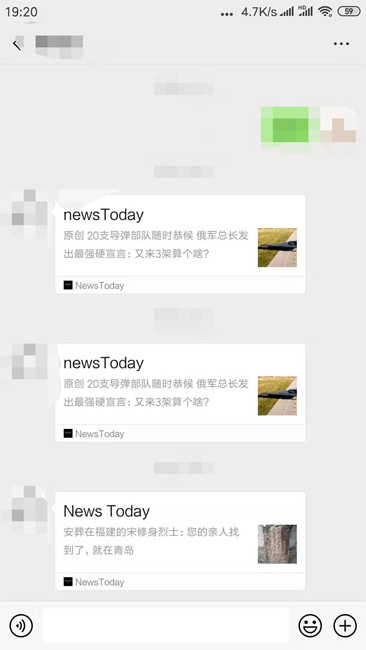 19:20
4.7K/s HD 59
newsToday
原创 20支导弹部队随时恭候 俄军总长发
出最强硬宣言:又来3架算个啥?
NewsToday
newsToday
原创 20支导弹部队随时恭候 俄军总长发
出最强硬宣言:又来3架算个啥?
NewsToday
News Today
安葬在福建的宋修身烈士:您的亲人找
到了,就在青岛
NewsToday